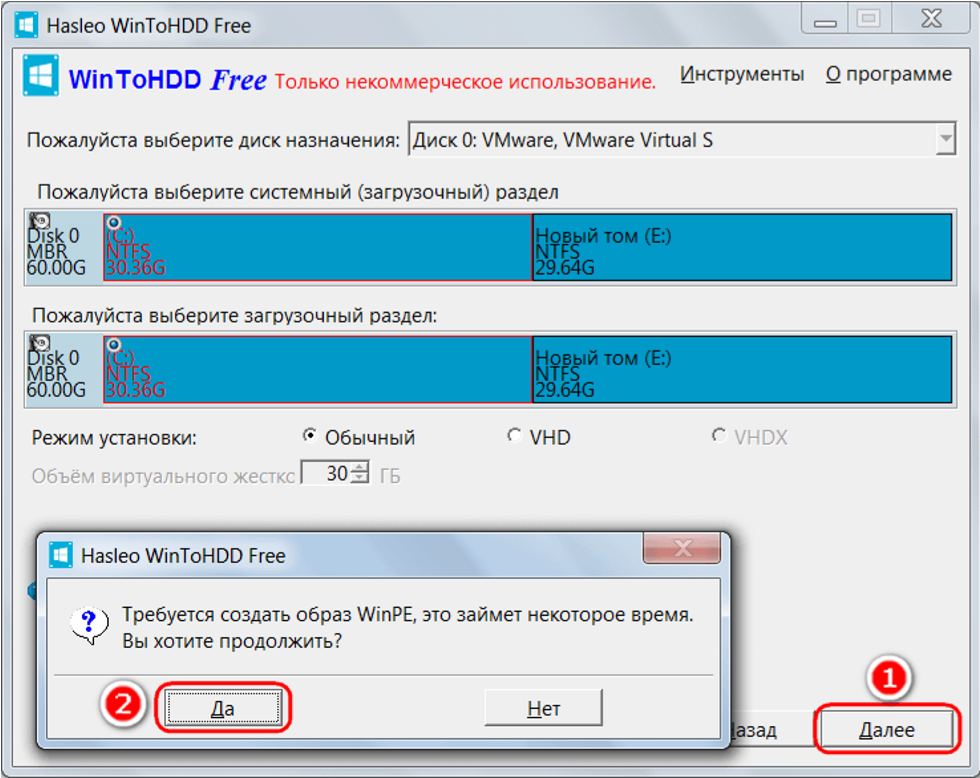 Hasleo WinToHDD Free
WinToHDD Free Только некоммерческое использование. Инструменты О программе
Пожалуйста выберите диск назначения: Диск 0: VMware, VMware Virtual S
Пожалуйста выберите системный (загрузочный) раздел
Disk 0 (C:) Новый том (E:)
MBR NTFS NTFS
60.00G 30.36G 29.64G
Пожалуйста выберите загрузочный раздел:
Disk 0 (C:) Новый том (E:)
MBR NTFS NTFS
60.00G 30.36G 29.64G
Режим установки: Обычный VHD VHDX
Объём виртуального жестко 30 ГБ
Hasleo WinToHDD Free
Требуется создать образ WinPE, это займет некоторое время.
Вы хотите продолжить?
1
2 Да Нет
азад Далее